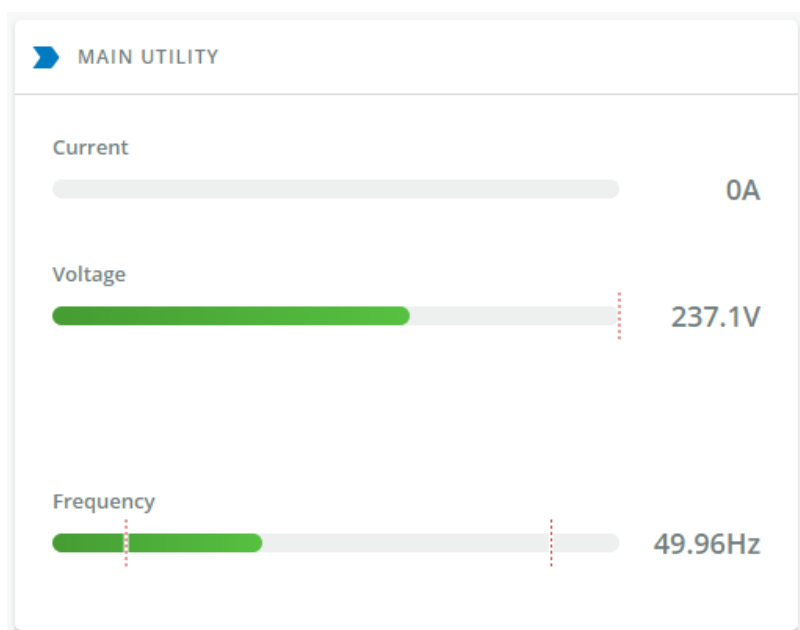 MAIN UTILITY
Current
0A
Voltage
237.1V
Frequency
49.96Hz